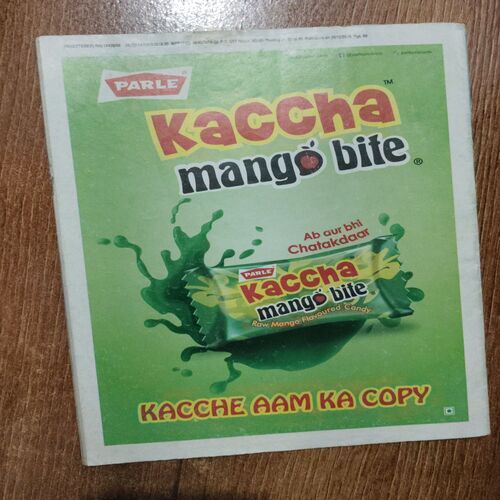 PARLE
Kaccha™
mango bite®
Ab aur bhi
Chatakdaar
PARLE
Kaccha
mango bite
Raw Mango Flavoured Candy
KACCHE AAM KA COPY